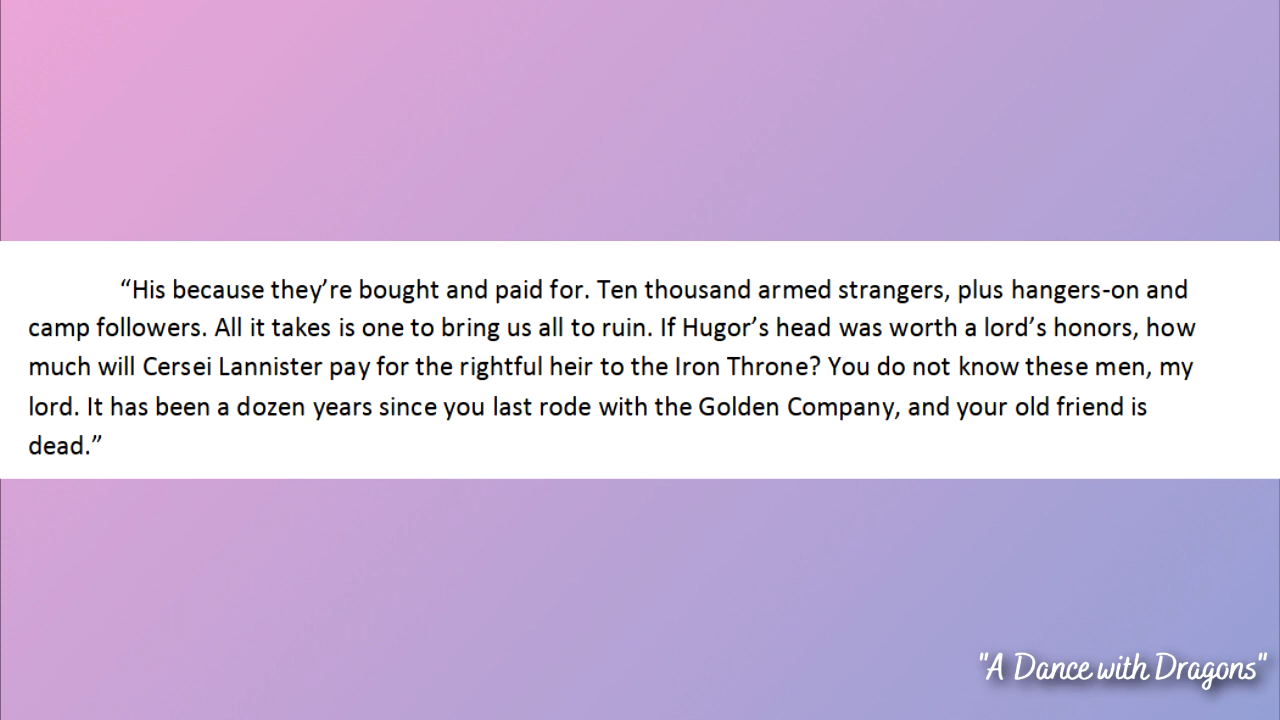 “His because they’re bought and paid for. Ten thousand armed strangers, plus hangers-on and
camp followers. All it takes is one to bring us all to ruin. If Hugor’s head was worth a lord’s honors, how
much will Cersei Lannister pay for the rightful heir to the Iron Throne? You do not know these men, my
lord. It has been a dozen years since you last rode with the Golden Company, and your old friend is
dead.”
"A Dance with Dragons"